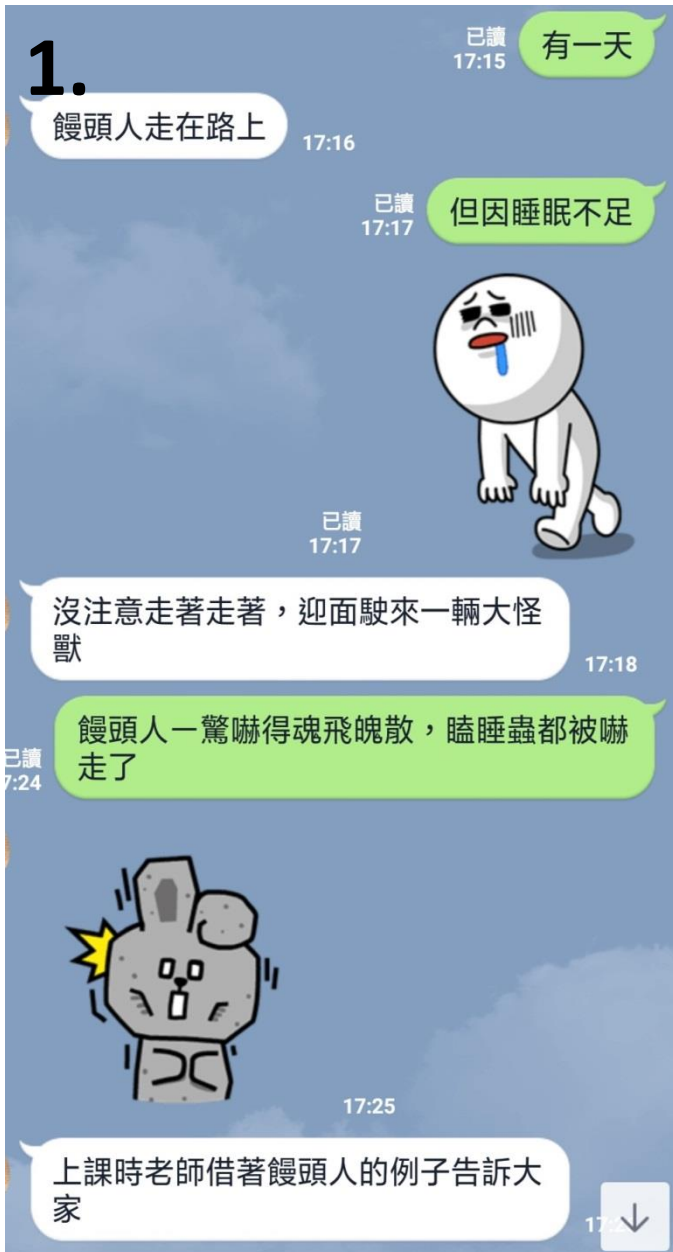 1.
已讀
17:15
有一天
饅頭人走在路上
17:16
已讀
17:17
但因睡眠不足
已讀
17:17
沒注意走著走著，迎面駛來一輛大怪
獸
17:18
饅頭人一驚嚇得魂飛魄散，瞌睡蟲都被嚇
走了
已讀
7:24
17:25
上課時老師借著饅頭人的例子告訴大
家